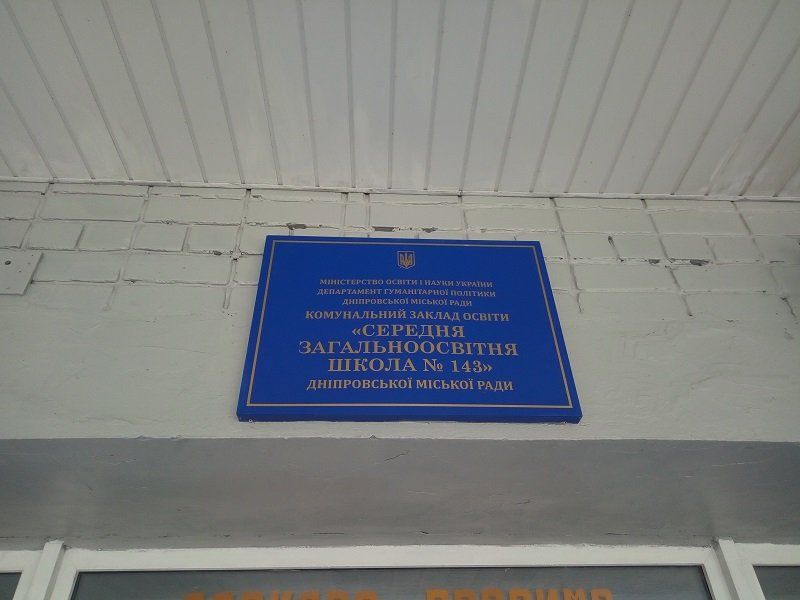 МІНІСТЕРСТВО ОСВІТИ І НАУКИ УКРАЇНИ
ДЕПАРТАМЕНТ ГУМАНІТАРНОЇ ПОЛІТИКИ
ДНІПРОВСЬКОЇ МІСЬКОЇ РАДИ
КОМУНАЛЬНИЙ ЗАКЛАД ОСВІТИ
«СЕРЕДНЯ
ЗАГАЛЬНООСВІТНЯ
ШКОЛА № 143»
ДНІПРОВСЬКОЇ МІСЬКОЇ РАДИ